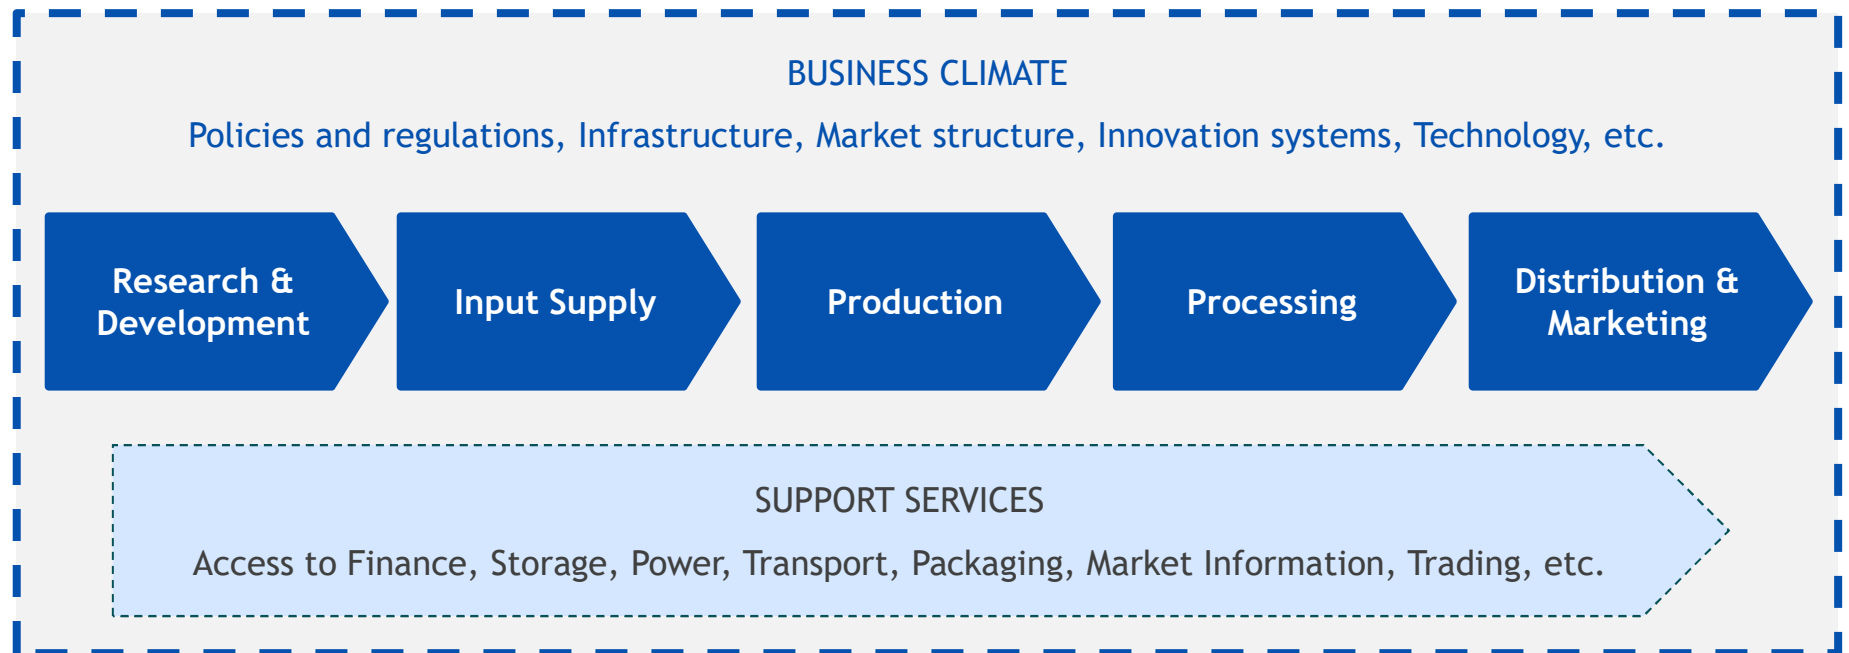 BUSINESS CLIMATE
Policies and regulations, Infrastructure, Market structure, Innovation systems, Technology, etc.
Research &
Development
Input Supply
Production
Processing
Distribution &
Marketing
SUPPORT SERVICES
Access to Finance, Storage, Power, Transport, Packaging, Market Information, Trading, etc.